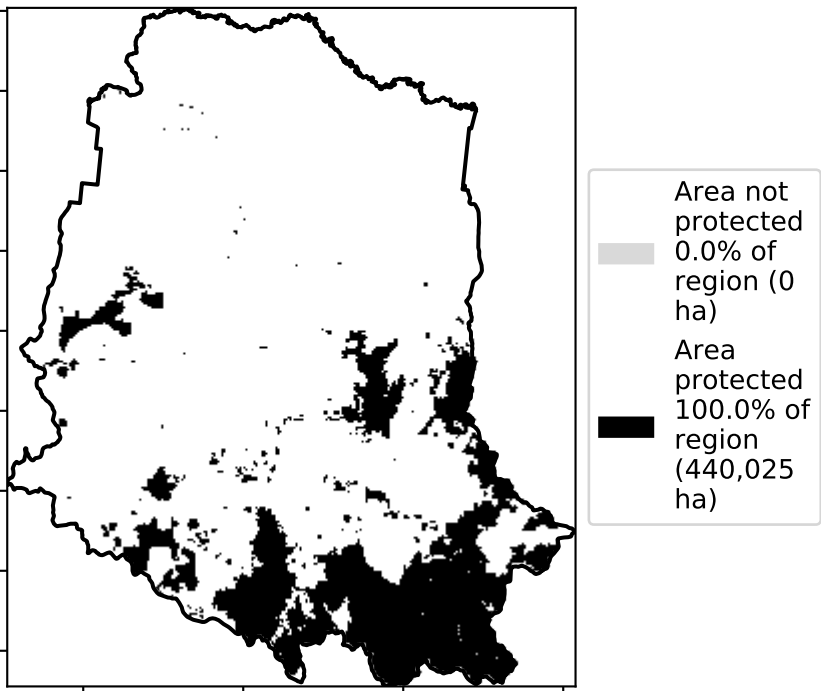 Area not
protected
0.0% of
region (0
ha)
Area
protected
100.0% of
region
(440,025
ha)